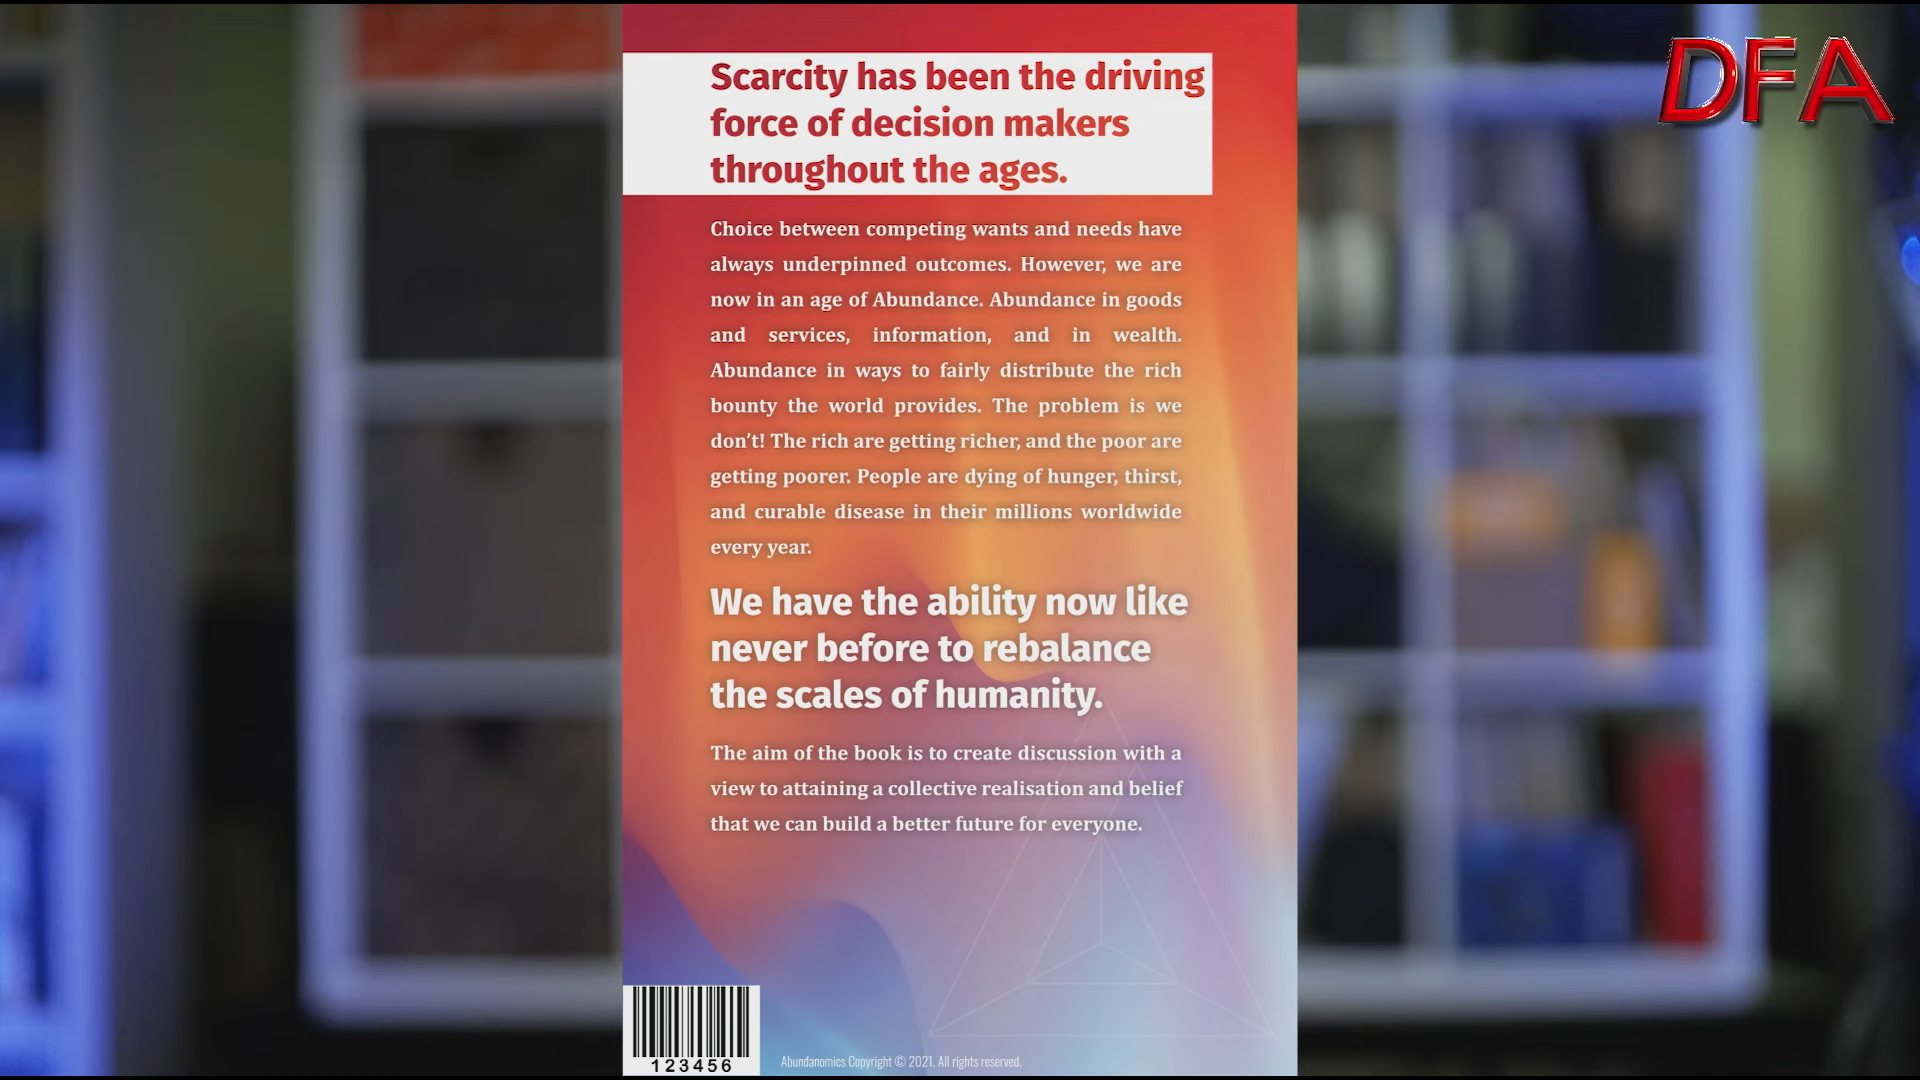 DFA
Scarcity has been the driving
force of decision makers
throughout the ages.
Choice between competing wants and needs have
always underpinned outcomes. However, we are
now in an age of Abundance. Abundance in goods
and services, information, and in wealth.
Abundance in ways to fairly distribute the rich
bounty the world provides. The problem is we
don’t! The rich are getting richer, and the poor are
getting poorer. People are dying of hunger, thirst,
and curable disease in their millions worldwide
every year.
We have the ability now like
never before to rebalance
the scales of humanity.
The aim of the book is to create discussion with a
view to attaining a collective realisation and belief
that we can build a better future for everyone.
123456
Abundanomics Copyright © 2021. All rights reserved.